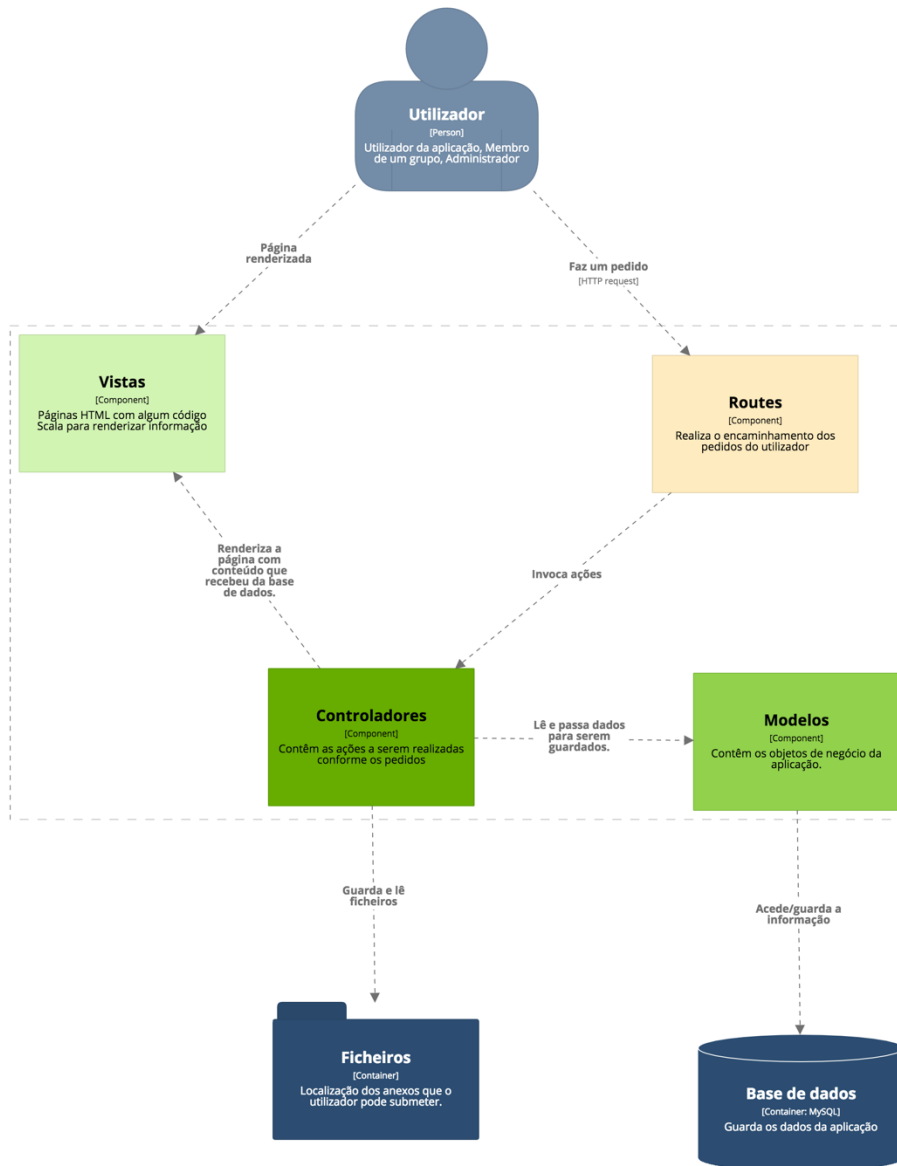 Utilizador
[Person]
Utilizador da aplicação, Membro
de um grupo, Administrador
Página
renderizada
Faz um pedido
[HTTP request]
Vistas
[Component]
Páginas HTML com algum código
Scala para renderizar informação
Routes
[Component]
Realiza o encaminhamento dos
pedidos do utilizador
Renderiza a
página com
conteúdo que
recebeu da base
de dados.
Invoca ações
Controladores
[Component]
Contêm as ações a serem realizadas
conforme os pedidos
Lê e passa dados
para serem
guardados.
Modelos
[Component]
Contêm os objetos de negócio da
aplicação.
Guarda e lê
ficheiros
Acede/guarda a
informação
Ficheiros
[Container]
Localização dos anexos que o
utilizador pode submeter.
Base de dados
[Container: MySQL]
Guarda os dados da aplicação